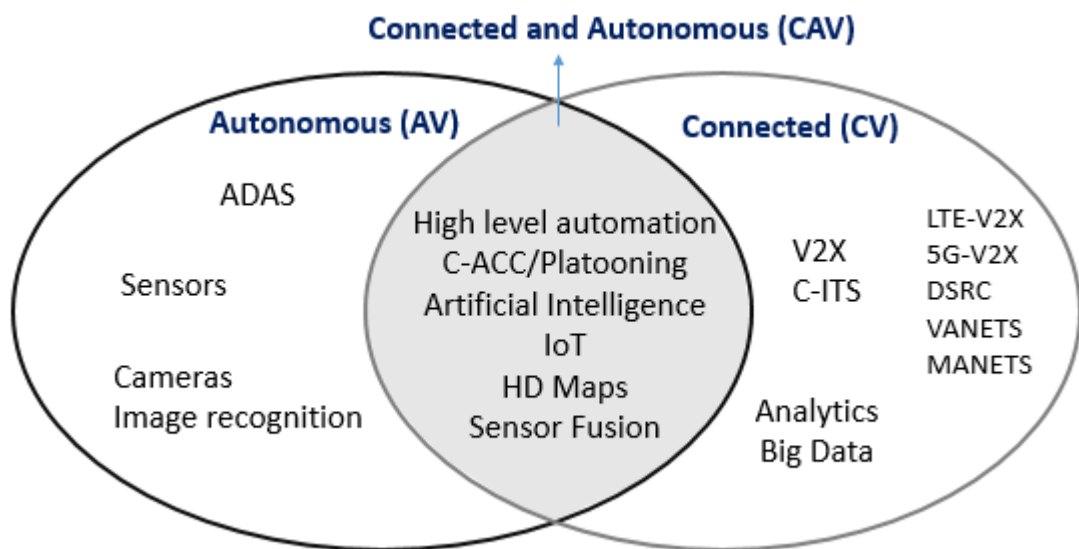 Connected and Autonomous (CAV)
Autonomous (AV)
ADAS
Sensors
Cameras
Image recognition
High level automation
C-ACC/Platooning
Artificial Intelligence
IoT
HD Maps
Sensor Fusion
Connected (CV)
V2X
C-ITS
LTE-V2X
5G-V2X
DSRC
VANETS
MANETS
Analytics
Big Data